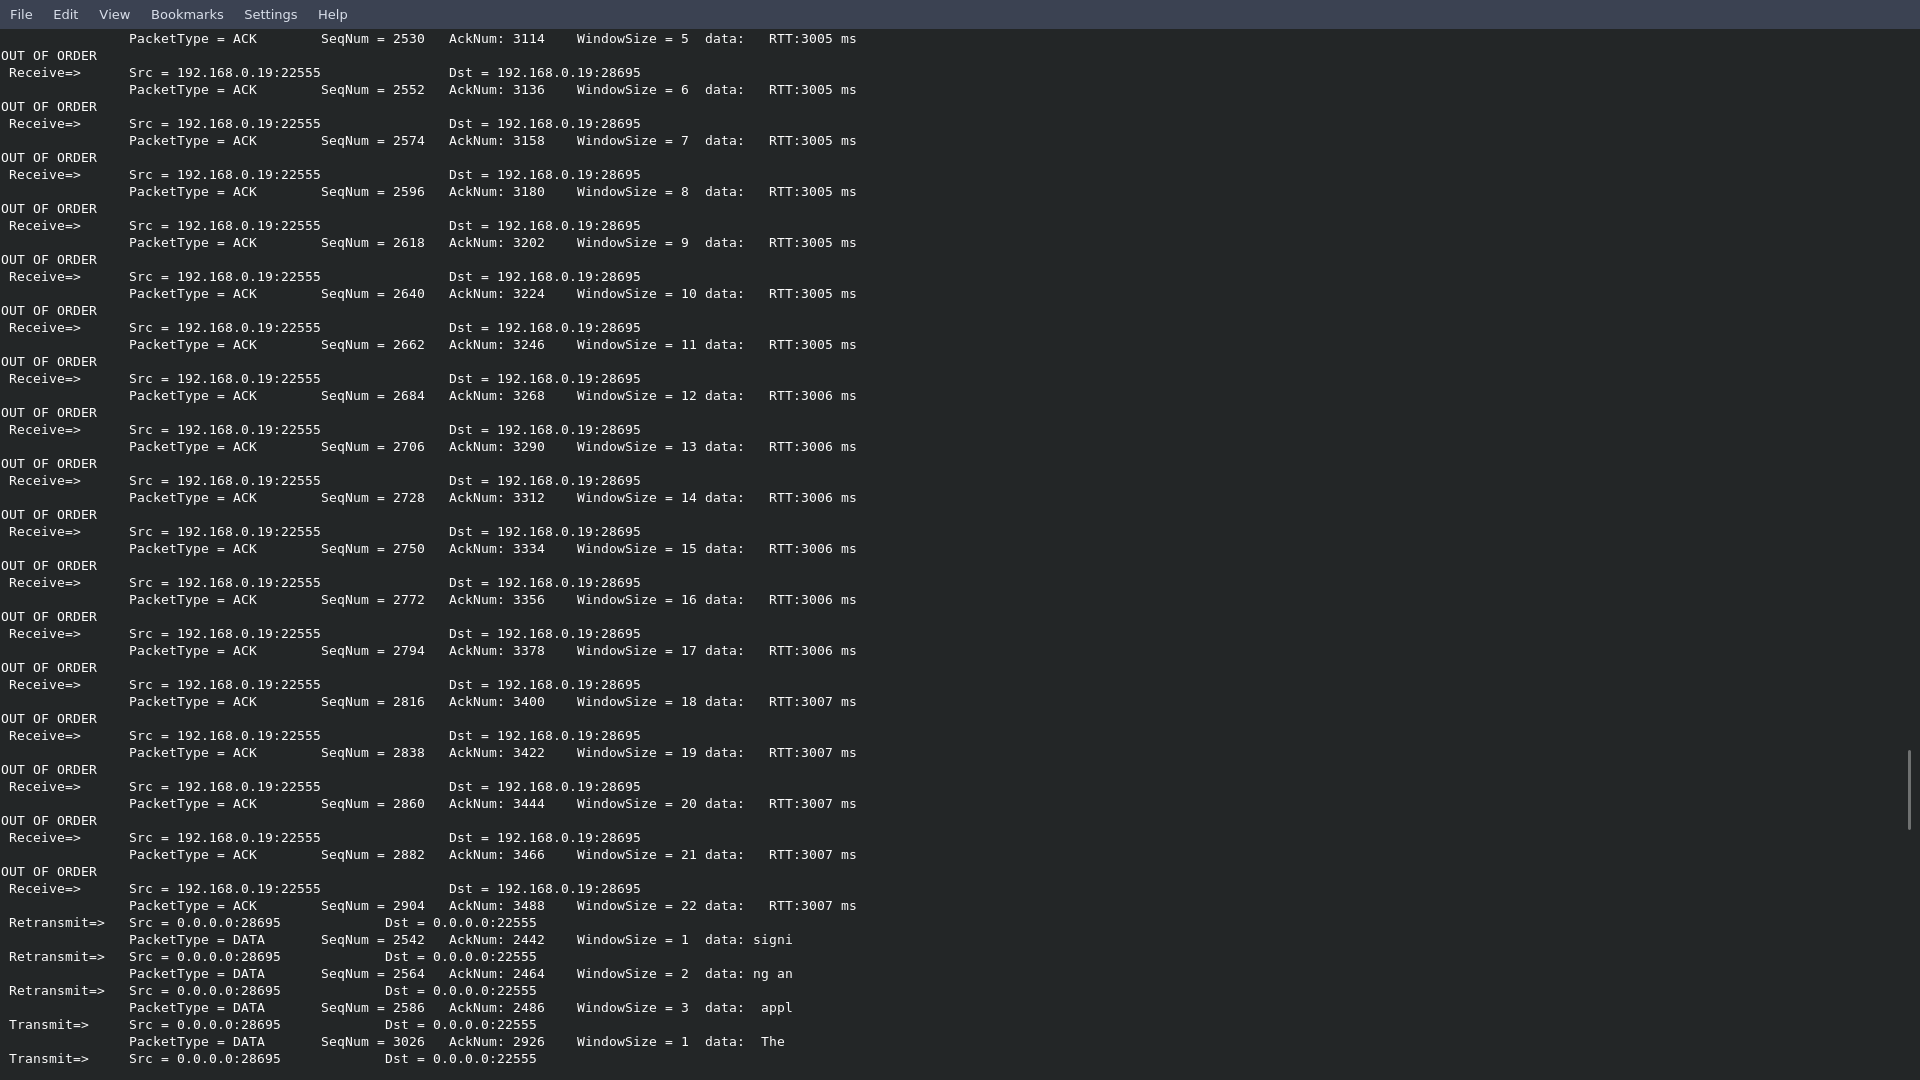 File Edit View Bookmarks Settings Help
PacketType = ACK SeqNum = 2530 AckNum: 3114 WindowSize = 5 data: RTT:3005 ms
OUT OF ORDER
Receive=> Src = 192.168.0.19:22555 Dst = 192.168.0.19:28695
PacketType = ACK SeqNum = 2552 AckNum: 3136 WindowSize = 6 data: RTT:3005 ms
OUT OF ORDER
Receive=> Src = 192.168.0.19:22555 Dst = 192.168.0.19:28695
PacketType = ACK SeqNum = 2574 AckNum: 3158 WindowSize = 7 data: RTT:3005 ms
OUT OF ORDER
Receive=> Src = 192.168.0.19:22555 Dst = 192.168.0.19:28695
PacketType = ACK SeqNum = 2596 AckNum: 3180 WindowSize = 8 data: RTT:3005 ms
OUT OF ORDER
Receive=> Src = 192.168.0.19:22555 Dst = 192.168.0.19:28695
PacketType = ACK SeqNum = 2618 AckNum: 3202 WindowSize = 9 data: RTT:3005 ms
OUT OF ORDER
Receive=> Src = 192.168.0.19:22555 Dst = 192.168.0.19:28695
PacketType = ACK SeqNum = 2640 AckNum: 3224 WindowSize = 10 data: RTT:3005 ms
OUT OF ORDER
Receive=> Src = 192.168.0.19:22555 Dst = 192.168.0.19:28695
PacketType = ACK SeqNum = 2662 AckNum: 3246 WindowSize = 11 data: RTT:3005 ms
OUT OF ORDER
Receive=> Src = 192.168.0.19:22555 Dst = 192.168.0.19:28695
PacketType = ACK SeqNum = 2684 AckNum: 3268 WindowSize = 12 data: RTT:3006 ms
OUT OF ORDER
Receive=> Src = 192.168.0.19:22555 Dst = 192.168.0.19:28695
PacketType = ACK SeqNum = 2706 AckNum: 3290 WindowSize = 13 data: RTT:3006 ms
OUT OF ORDER
Receive=> Src = 192.168.0.19:22555 Dst = 192.168.0.19:28695
PacketType = ACK SeqNum = 2728 AckNum: 3312 WindowSize = 14 data: RTT:3006 ms
OUT OF ORDER
Receive=> Src = 192.168.0.19:22555 Dst = 192.168.0.19:28695
PacketType = ACK SeqNum = 2750 AckNum: 3334 WindowSize = 15 data: RTT:3006 ms
OUT OF ORDER
Receive=> Src = 192.168.0.19:22555 Dst = 192.168.0.19:28695
PacketType = ACK SeqNum = 2772 AckNum: 3356 WindowSize = 16 data: RTT:3006 ms
OUT OF ORDER
Receive=> Src = 192.168.0.19:22555 Dst = 192.168.0.19:28695
PacketType = ACK SeqNum = 2794 AckNum: 3378 WindowSize = 17 data: RTT:3006 ms
OUT OF ORDER
Receive=> Src = 192.168.0.19:22555 Dst = 192.168.0.19:28695
PacketType = ACK SeqNum = 2816 AckNum: 3400 WindowSize = 18 data: RTT:3007 ms
OUT OF ORDER
Receive=> Src = 192.168.0.19:22555 Dst = 192.168.0.19:28695
PacketType = ACK SeqNum = 2838 AckNum: 3422 WindowSize = 19 data: RTT:3007 ms
OUT OF ORDER
Receive=> Src = 192.168.0.19:22555 Dst = 192.168.0.19:28695
PacketType = ACK SeqNum = 2860 AckNum: 3444 WindowSize = 20 data: RTT:3007 ms
OUT OF ORDER
Receive=> Src = 192.168.0.19:22555 Dst = 192.168.0.19:28695
PacketType = ACK SeqNum = 2882 AckNum: 3466 WindowSize = 21 data: RTT:3007 ms
OUT OF ORDER
Receive=> Src = 192.168.0.19:22555 Dst = 192.168.0.19:28695
PacketType = ACK SeqNum = 2904 AckNum: 3488 WindowSize = 22 data: RTT:3007 ms
Retransmit=> Src = 0.0.0.0:28695 Dst = 0.0.0.0:22555
PacketType = DATA SeqNum = 2542 AckNum: 2442 WindowSize = 1 data: signi
Retransmit=> Src = 0.0.0.0:28695 Dst = 0.0.0.0:22555
PacketType = DATA SeqNum = 2564 AckNum: 2464 WindowSize = 2 data: ng an
Retransmit=> Src = 0.0.0.0:28695 Dst = 0.0.0.0:22555
PacketType = DATA SeqNum = 2586 AckNum: 2486 WindowSize = 3 data: appl
Transmit=> Src = 0.0.0.0:28695 Dst = 0.0.0.0:22555
PacketType = DATA SeqNum = 3026 AckNum: 2926 WindowSize = 1 data: The
Transmit=> Src = 0.0.0.0:28695 Dst = 0.0.0.0:22555